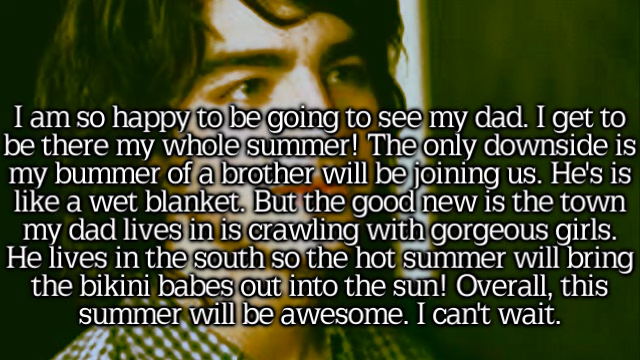 I am so happy to be going to see my dad. I get to
be there my whole summer! The only downside is
my bummer of a brother will be joining us. He's is
like a wet blanket. But the good new is the town
my dad lives in is crawling with gorgeous girls.
He lives in the south so the hot summer will bring
the bikini babes out into the sun! Overall, this
summer will be awesome. I can't wait.